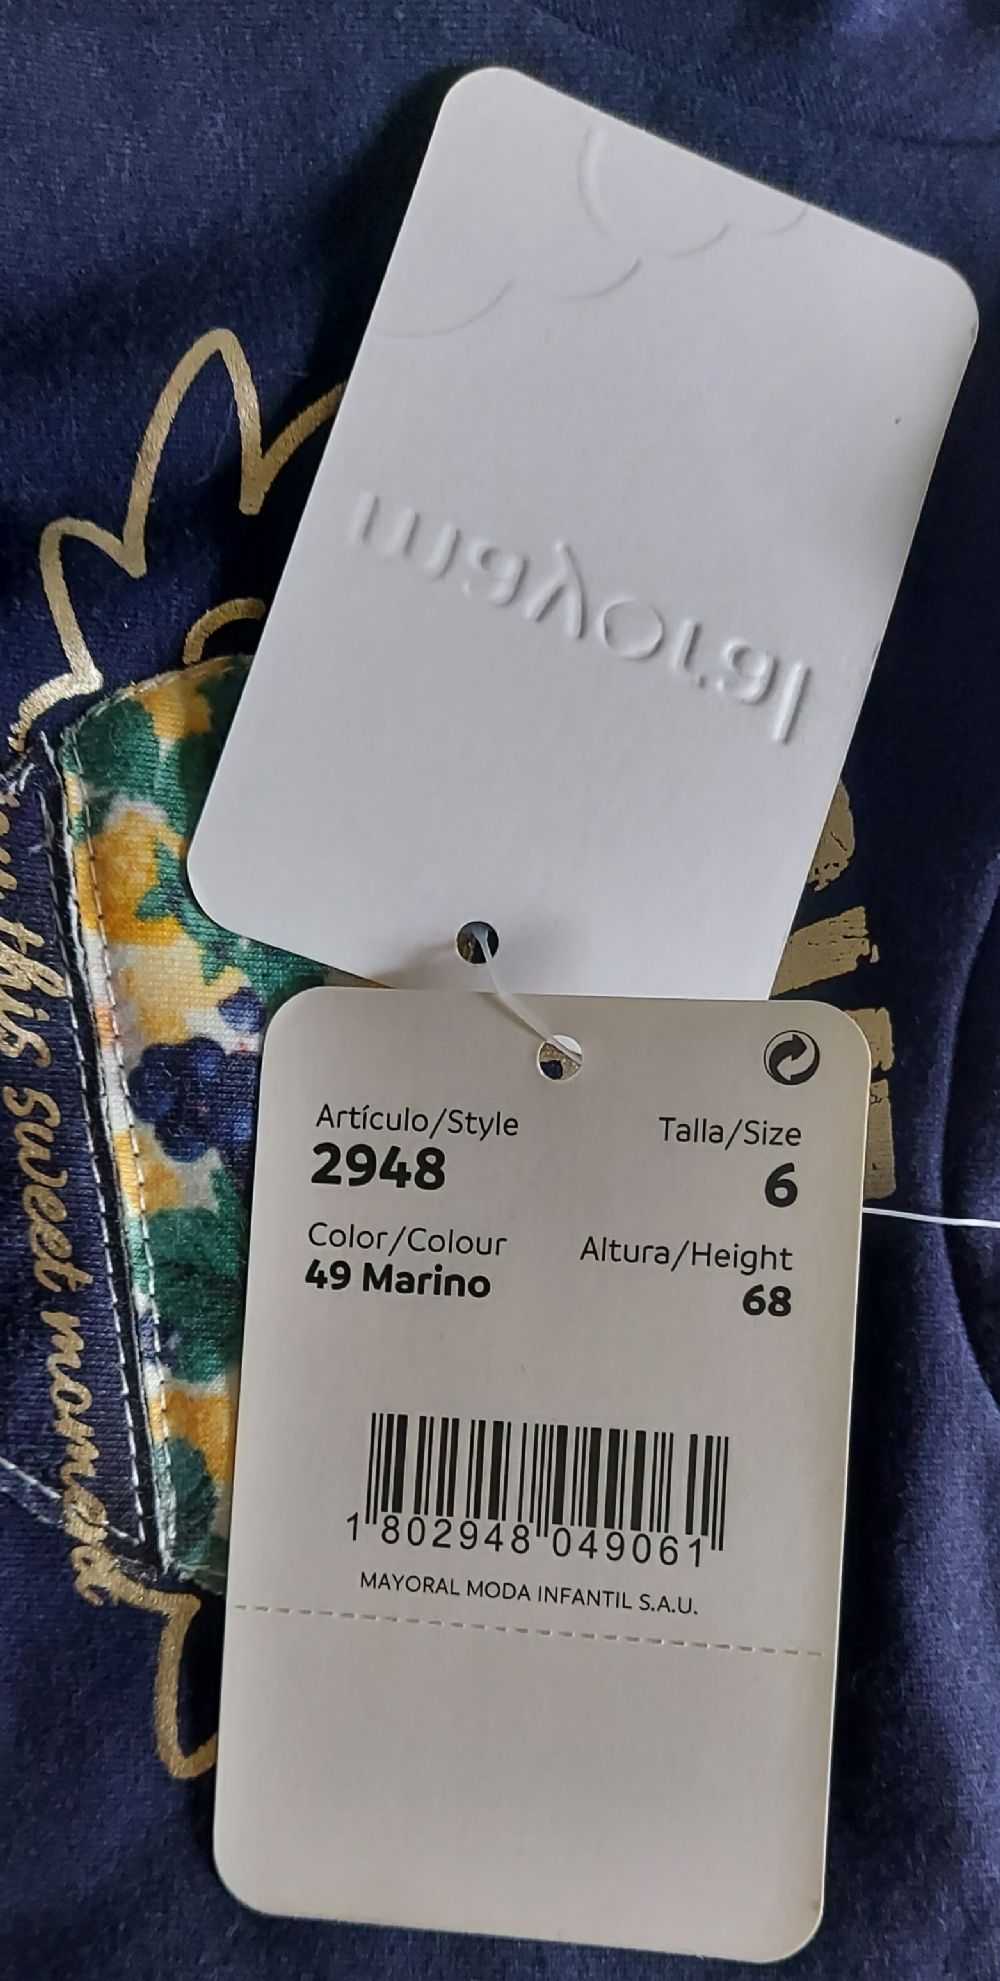 mayoral
Artículo/Style
2948
Talla/Size
6
Color/Colour
49 Marino
Altura/Height
68
1 802948 049061
MAYORAL MODA INFANTIL S.A.U.
this sweet moment